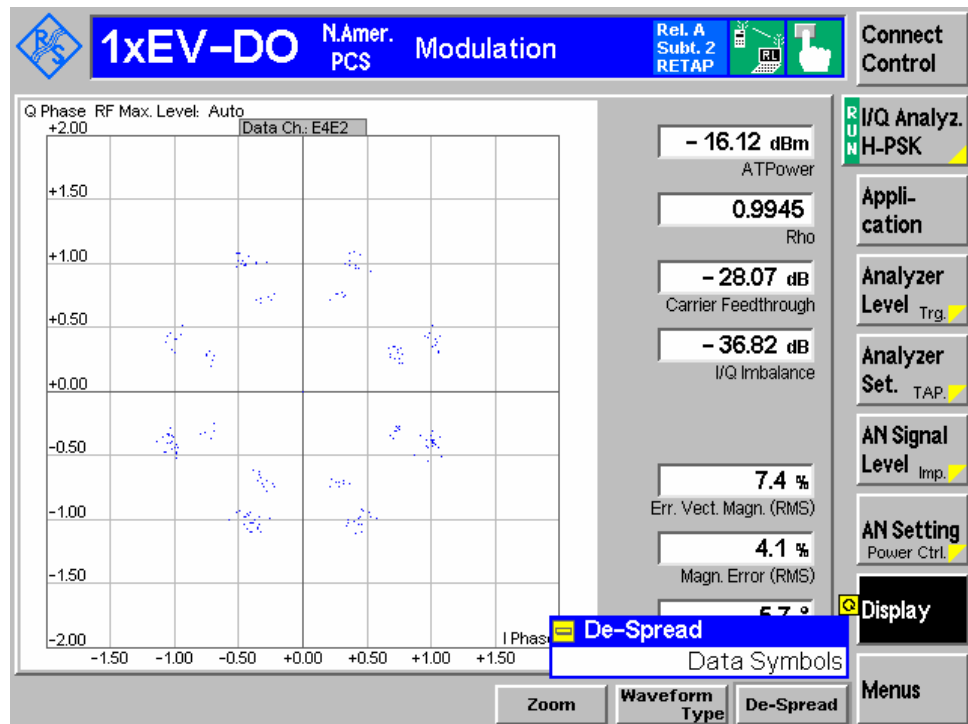 R&S
1xEV-DO
N.Amer.
PCS
Modulation
Rel. A
Subt. 2
RETAP
RL
Connect
Control
Q Phase RF Max. Level: Auto
Data Ch.: E4E2
+2.00
+1.50
+1.00
+0.50
+0.00
-0.50
-1.00
-1.50
-2.00
I Phase
-1.50 -1.00 -0.50 +0.00 +0.50 +1.00 +1.50
- 16.12 dBm
ATPower
0.9945
Rho
- 28.07 dB
Carrier Feedthrough
- 36.82 dB
I/Q Imbalance
7.4 %
Err. Vect. Magn. (RMS)
4.1 %
Magn. Error (RMS)
5.7 °
De-Spread
Data Symbols
Zoom
Waveform
Type
De-Spread
RUN
I/Q Analyz.
H-PSK
Appli-
cation
Analyzer
Level Trg.
Analyzer
Set. TAP.
AN Signal
Level Imp.
AN Setting
Power Ctrl.
Q
Display
Menus